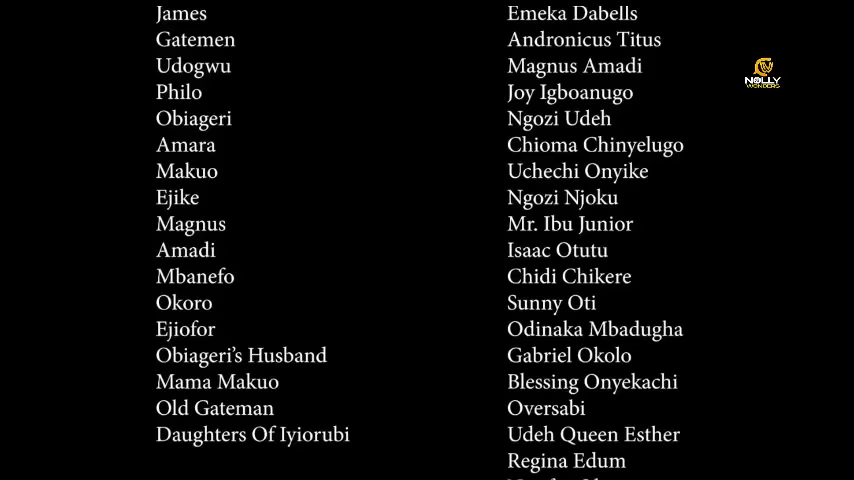 James Emeka Dabells
Gatemen Andronicus Titus
Udogwu Magnus Amadi
Philo Joy Igboanugo
Obiageri Ngozi Udeh
Amara Chioma Chinyelugo
Makuo Uchechi Onyike
Ejike Ngozi Njoku
Magnus Mr. Ibu Junior
Amadi Isaac Otutu
Mbanefo Chidi Chikere
Okoro Sunny Oti
Ejiofor Odinaka Mbadugha
Obiageri's Husband Gabriel Okolo
Mama Makuo Blessing Onyekachi
Old Gateman Oversabi
Daughters Of Iyiorubi Udeh Queen Esther
Regina Edum
NOLLY
WONDERS